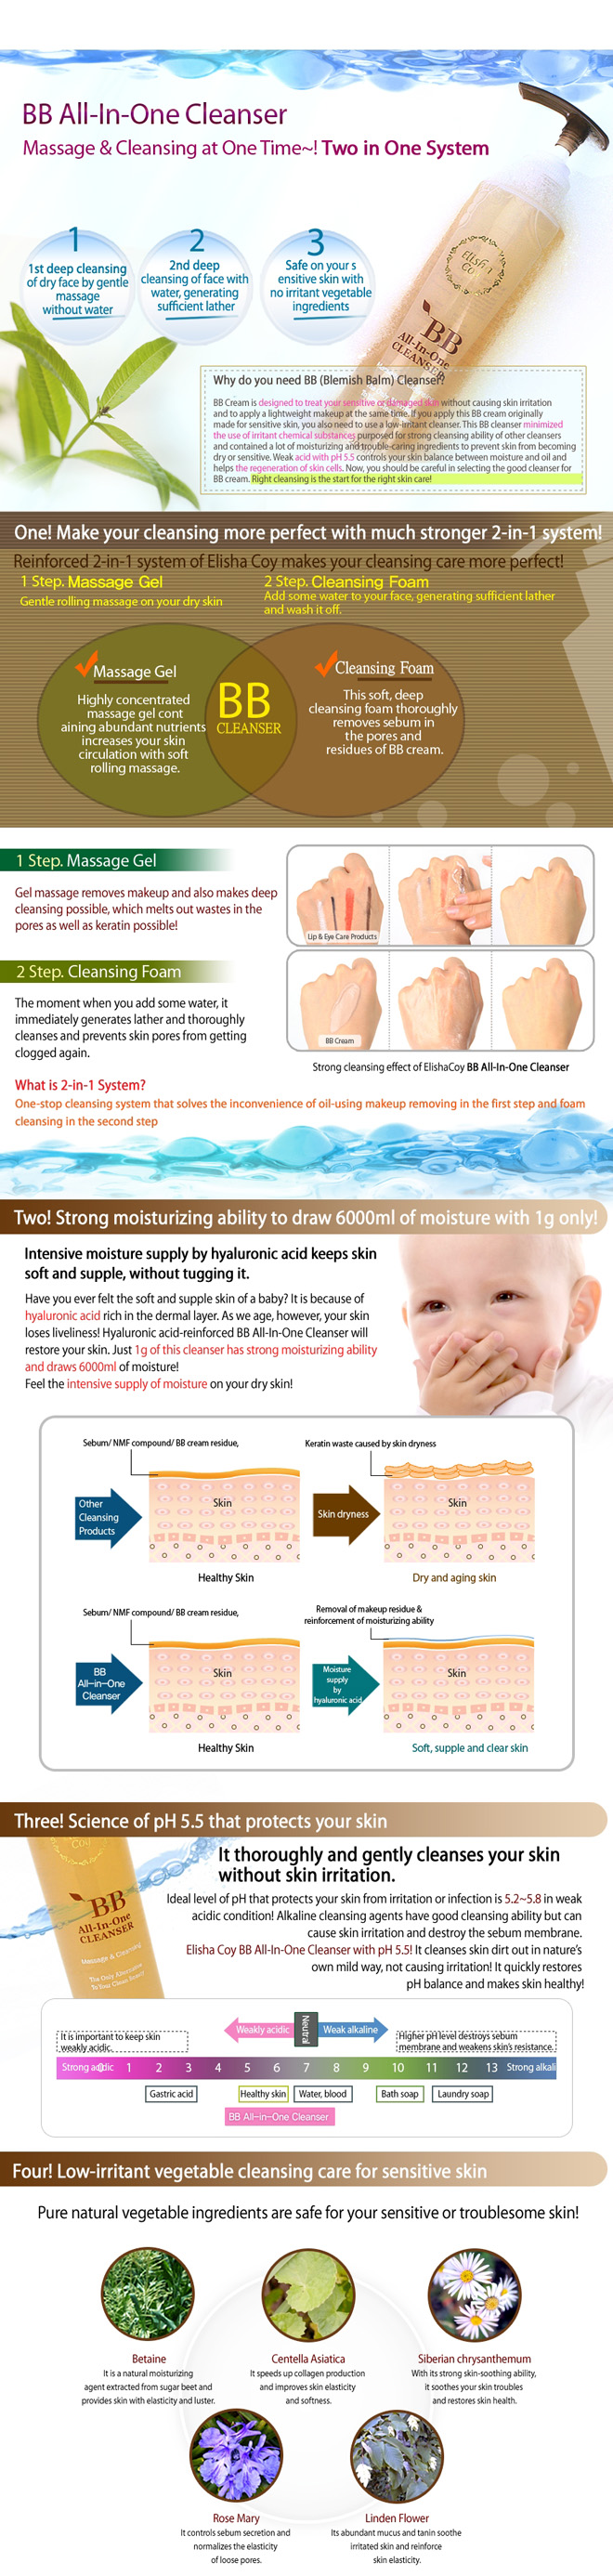 BB All-In-One Cleanser
Massage & Cleansing at One Time~! Two in One System
1
1st deep cleansing
of dry face by gentle
massage
without water
2
2nd deep
cleansing of face with
water, generating
sufficient lather
3
Safe on your s
ensitive skin with
no irritant vegetable
ingredients
Elisha
Coy
BB
All-In-One
CLEANSER
Why do you need BB (Blemish Balm) Cleanser?
BB Cream is designed to treat your sensitive or damaged skin without causing skin irritation
and to apply a lightweight makeup at the same time. If you apply this BB cream originally
made for sensitive skin, you also need to use a low-irritant cleanser. This BB cleanser minimized
the use of irritant chemical substances purposed for strong cleansing ability of other cleansers
and contained a lot of moisturizing and trouble-caring ingredients to prevent skin from becoming
dry or sensitive. Weak acid with pH 5.5 controls your skin balance between moisture and oil and
helps the regeneration of skin cells. Now, you should be careful in selecting the good cleanser for
BB cream. Right cleansing is the start for the right skin care!
One! Make your cleansing more perfect with much stronger 2-in-1 system!
Reinforced 2-in-1 system of Elisha Coy makes your cleansing care more perfect!
1 Step. Massage Gel
Gentle rolling massage on your dry skin
2 Step. Cleansing Foam
Add some water to your face, generating sufficient lather
and wash it off.
Massage Gel
Highly concentrated
massage gel cont
aining abundant nutrients
increases your skin
circulation with soft
rolling massage.
BB
CLEANSER
Cleansing Foam
This soft, deep
cleansing foam thoroughly
removes sebum in
the pores and
residues of BB cream.
1 Step. Massage Gel
Gel massage removes makeup and also makes deep
cleansing possible, which melts out wastes in the
pores as well as keratin possible!
Lip & Eye Care Products
2 Step. Cleansing Foam
The moment when you add some water, it
immediately generates lather and thoroughly
cleanses and prevents skin pores from getting
clogged again.
BB Cream
Strong cleansing effect of ElishaCoy BB All-In-One Cleanser
What is 2-in-1 System?
One-stop cleansing system that solves the inconvenience of oil-using makeup removing in the first step and foam
cleansing in the second step
Two! Strong moisturizing ability to draw 6000ml of moisture with 1g only!
Intensive moisture supply by hyaluronic acid keeps skin
soft and supple, without tugging it.
Have you ever felt the soft and supple skin of a baby? It is because of
hyaluronic acid rich in the dermal layer. As we age, however, your skin
loses liveliness! Hyaluronic acid-reinforced BB All-In-One Cleanser will
restore your skin. Just 1g of this cleanser has strong moisturizing ability
and draws 6000ml of moisture!
Feel the intensive supply of moisture on your dry skin!
Sebum/ NMF compound/ BB cream residue,
Keratin waste caused by skin dryness
Other
Cleansing
Products
Skin
Skin dryness
Skin
Healthy Skin
Dry and aging skin
Sebum/ NMF compound/ BB cream residue,
Removal of makeup residue &
reinforcement of moisturizing ability
BB
All-in-One
Cleanser
Skin
Moisture
supply
by
hyaluronic acid
Skin
Healthy Skin
Soft, supple and clear skin
Three! Science of pH 5.5 that protects your skin
Coy
BB
All-In-One
CLEANSER
Massage & Cleansing
The Only Alternative
To Your Clean Scent
It thoroughly and gently cleanses your skin
without skin irritation.
Ideal level of pH that protects your skin from irritation or infection is 5.2~5.8 in weak
acidic condition! Alkaline cleansing agents have good cleansing ability but can
cause skin irritation and destroy the sebum membrane.
Elisha Coy BB All-In-One Cleanser with pH 5.5! It cleanses skin dirt out in nature's
own mild way, not causing irritation! It quickly restores
pH balance and makes skin healthy!
It is important to keep skin
weakly acidic.
Weakly acidic
Neutral
Weak alkaline
Higher pH level destroys sebum
membrane and weakens skin's resistance.
Strong acidic 0 1 2 3 4 5 6 7 8 9 10 11 12 13 Strong alkali
Gastric acid
Healthy skin
Water, blood
Bath soap
Laundry soap
BB All-in-One Cleanser
Four! Low-irritant vegetable cleansing care for sensitive skin
Pure natural vegetable ingredients are safe for your sensitive or troublesome skin!
Betaine
It is a natural moisturizing
agent extracted from sugar beet and
provides skin with elasticity and luster.
Centella Asiatica
It speeds up collagen production
and improves skin elasticity
and softness.
Siberian chrysanthemum
With its strong skin-soothing ability,
it soothes your skin troubles
and restores skin health.
Rose Mary
It controls sebum secretion and
normalizes the elasticity
of loose pores.
Linden Flower
Its abundant mucus and tanin soothe
irritated skin and reinforce
skin elasticity.